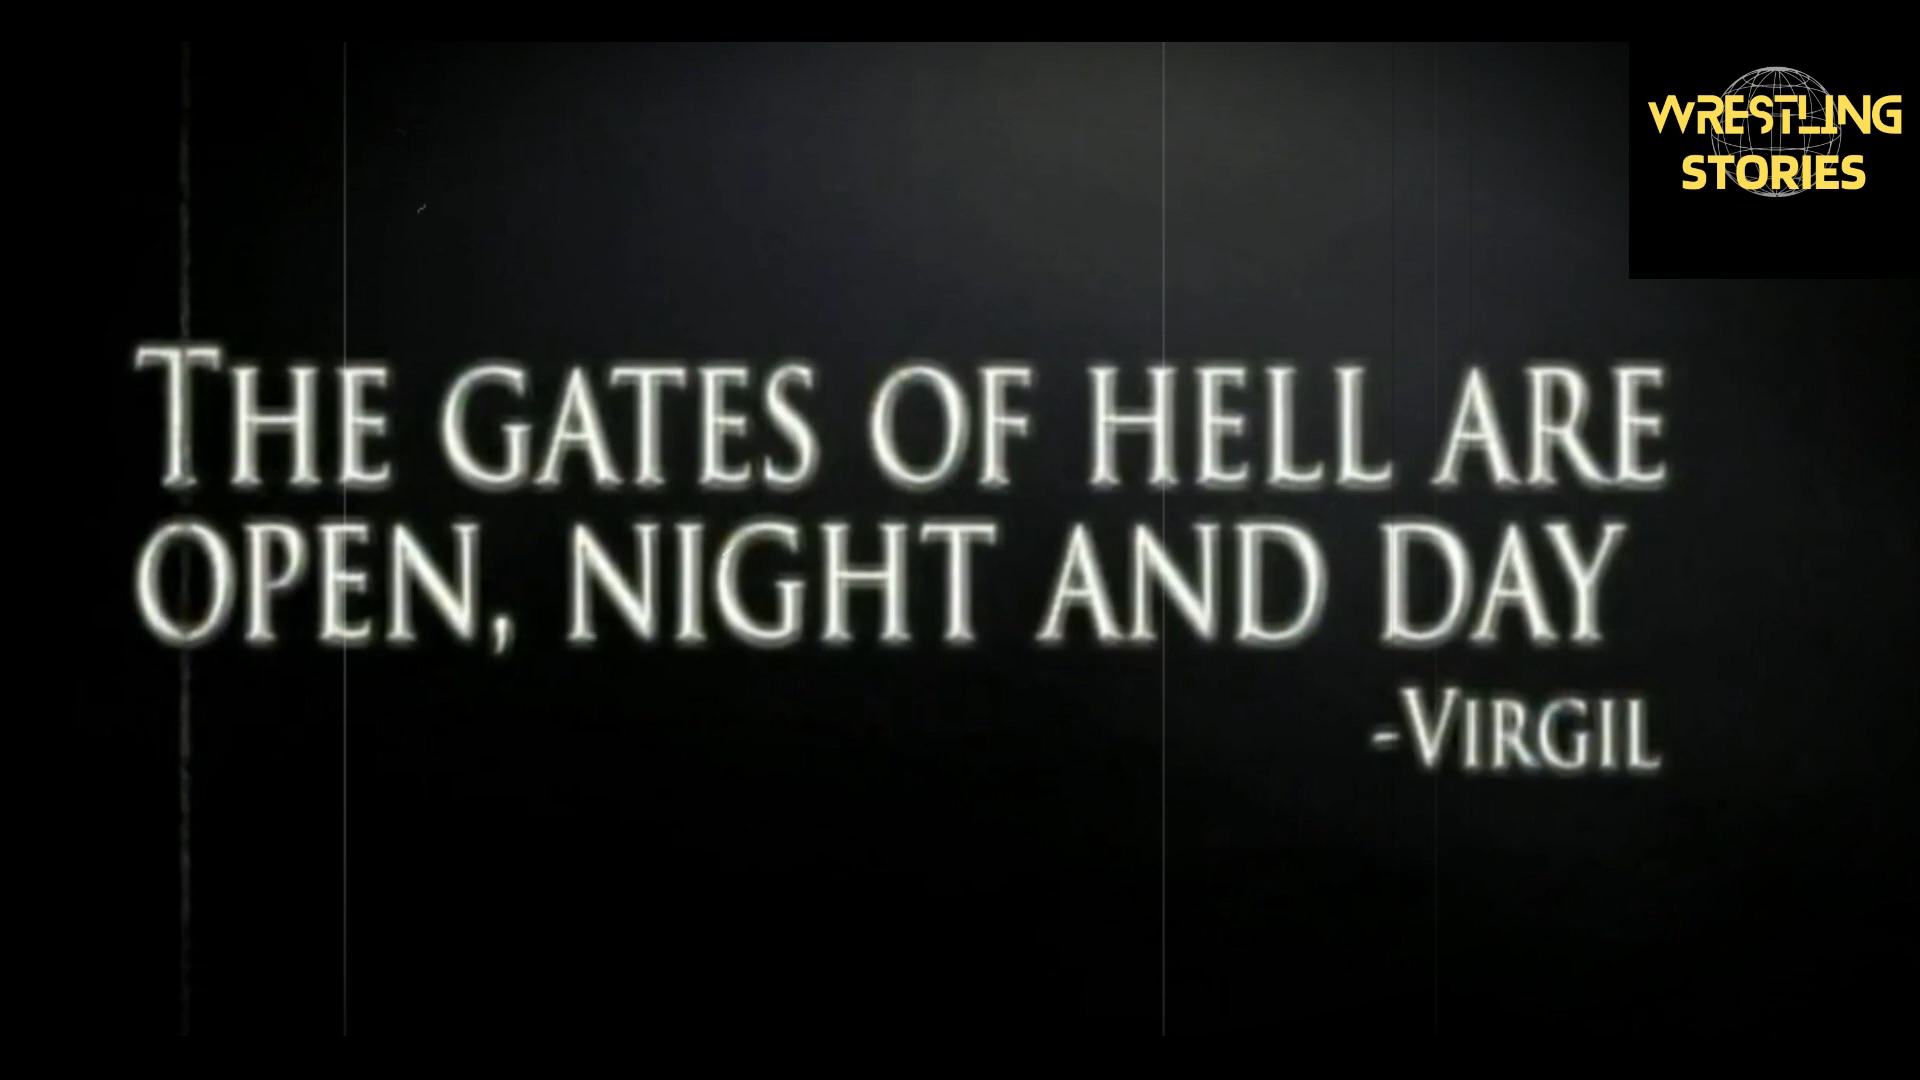 WRESTLING
STORIES
THE GATES OF HELL ARE
OPEN, NIGHT AND DAY
-VIRGIL